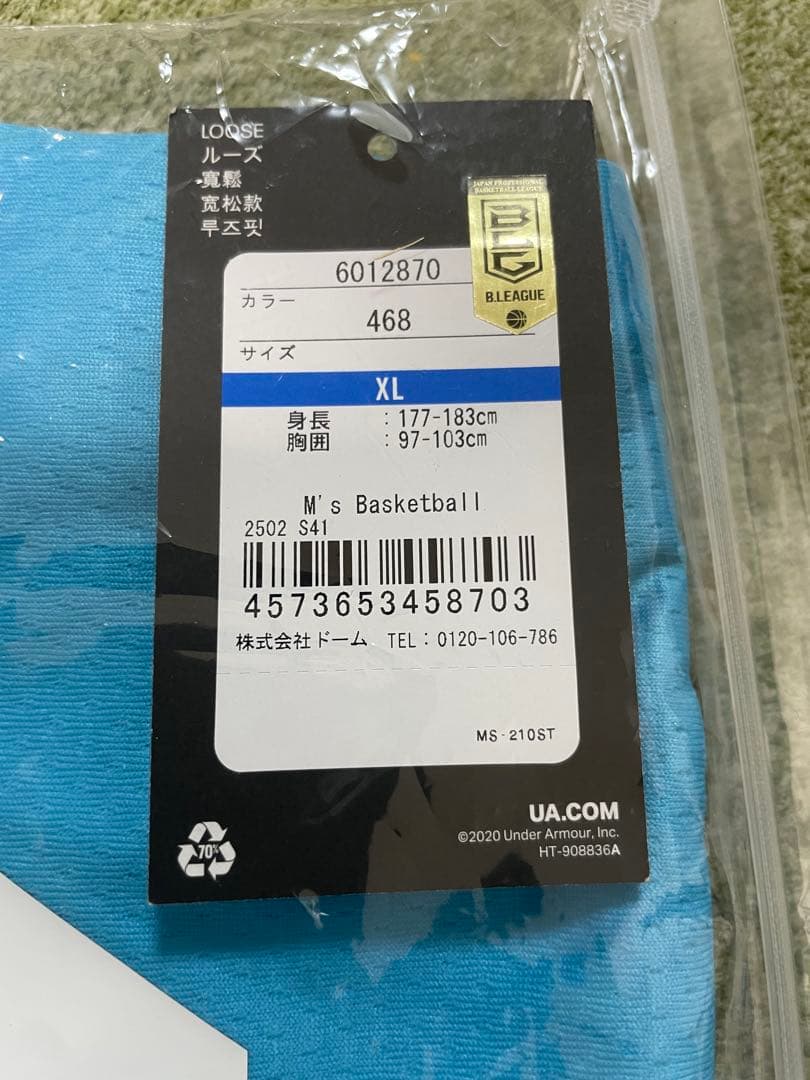 LOOSE
ルーズ
寬鬆
宽松款
루즈핏
JAPAN PROFESSIONAL
BASKETBALL LEAGUE
BLG
B.LEAGUE
6012870
カラー
468
サイズ
XL
身長 : 177-183cm
胸囲 : 97-103cm
M's Basketball
2502 S41
4573653458703
株式会社ドーム TEL: 0120-106-786
MS-210ST
70%
UA.COM
©2020 Under Armour, Inc.
HT-908836A